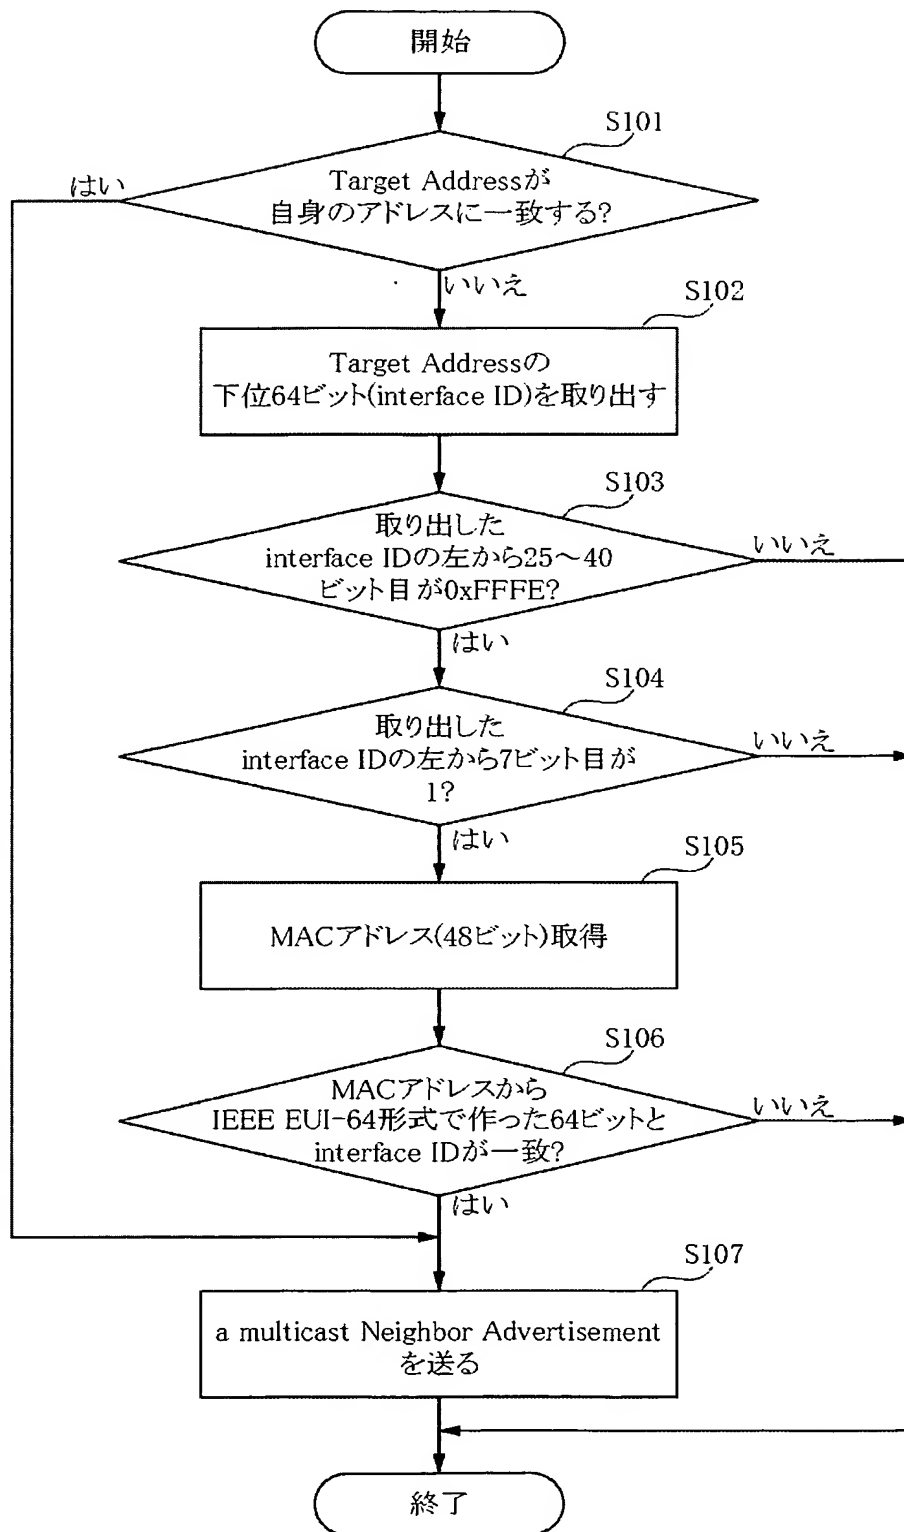 開始
S101
はい
Target Addressが
自身のアドレスに一致する?
いいえ
S102
Target Addressの
下位64ビット(interface ID)を取り出す
S103
取り出した
interface IDの左から25〜40
ビット目が0xFFFE?
いいえ
はい
S104
取り出した
interface IDの左から7ビット目が
1?
いいえ
はい
S105
MACアドレス(48ビット)取得
S106
MACアドレスから
IEEE EUI-64形式で作った64ビットと
interface IDが一致?
いいえ
はい
S107
a multicast Neighbor Advertisement
を送る
終了